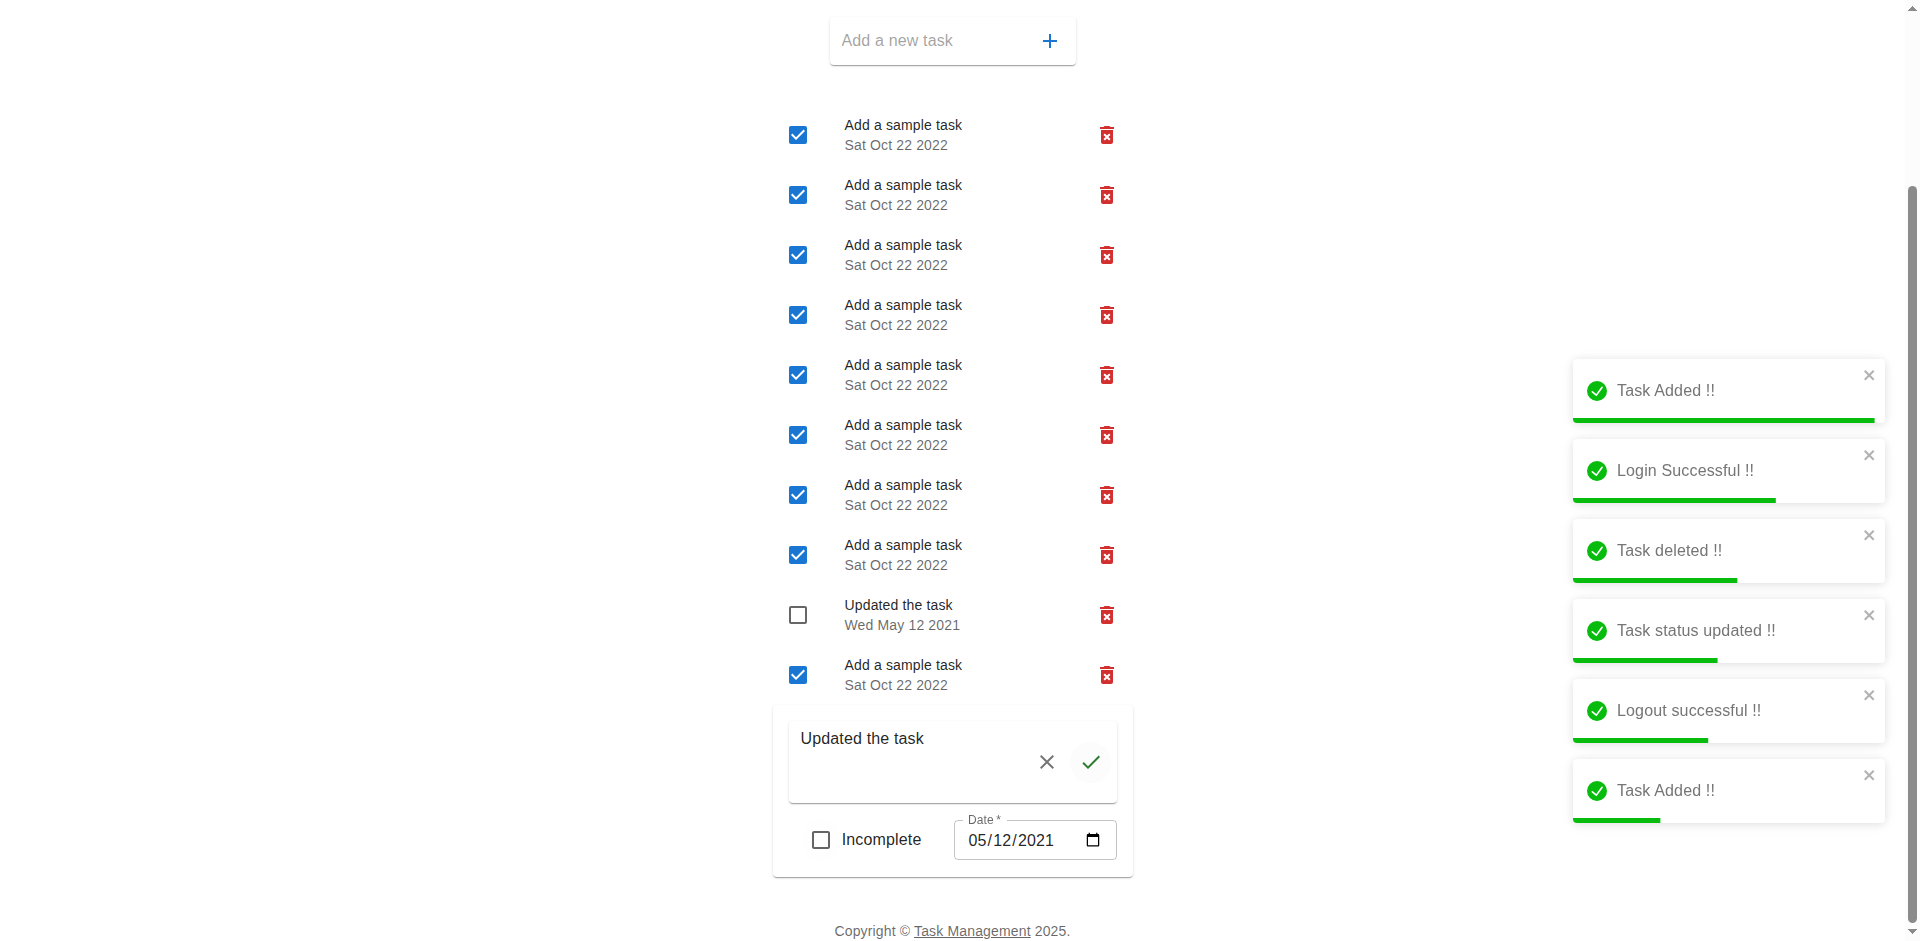 Add a new task
Add a sample task
Sat Oct 22 2022
Add a sample task
Sat Oct 22 2022
Add a sample task
Sat Oct 22 2022
Add a sample task
Sat Oct 22 2022
Add a sample task
Sat Oct 22 2022
Add a sample task
Sat Oct 22 2022
Add a sample task
Sat Oct 22 2022
Add a sample task
Sat Oct 22 2022
Updated the task
Wed May 12 2021
Add a sample task
Sat Oct 22 2022
Updated the task
Incomplete
Date *
05/12/2021
Copyright © Task Management 2025.
Task Added !!
Login Successful !!
Task deleted !!
Task status updated !!
Logout successful !!
Task Added !!